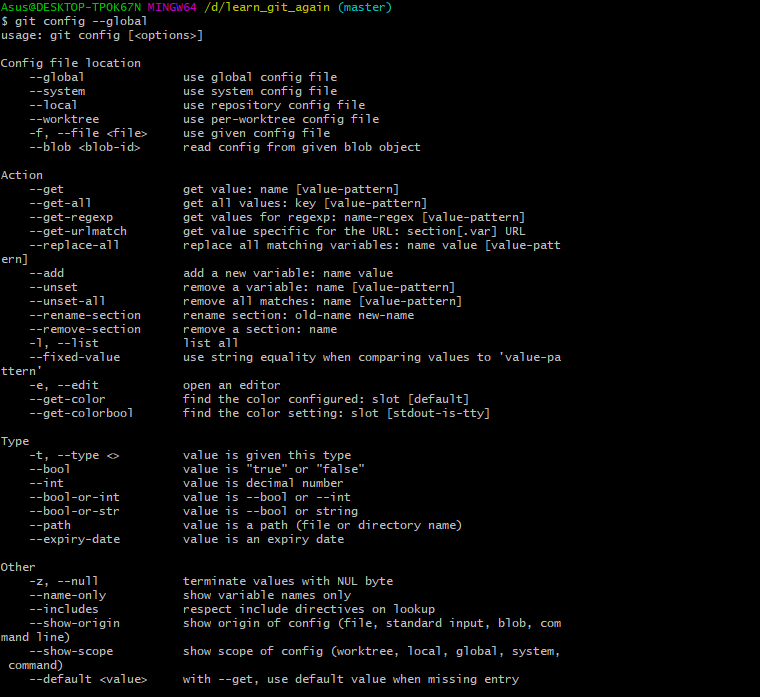 Asus@DESKTOP-TPOK67N MINGW64 /d/learn_git_again (master)
$ git config --global
usage: git config [<options>]

Config file location
    --global              use global config file
    --system              use system config file
    --local               use repository config file
    --worktree            use per-worktree config file
    -f, --file <file>     use given config file
    --blob <blob-id>      read config from given blob object

Action
    --get                 get value: name [value-pattern]
    --get-all             get all values: key [value-pattern]
    --get-regexp          get values for regexp: name-regex [value-pattern]
    --get-urlmatch        get value specific for the URL: section[.var] URL
    --replace-all         replace all matching variables: name value [value-patt
ern]
    --add                 add a new variable: name value
    --unset               remove a variable: name [value-pattern]
    --unset-all           remove all matches: name [value-pattern]
    --rename-section      rename section: old-name new-name
    --remove-section      remove a section: name
    -l, --list            list all
    --fixed-value         use string equality when comparing values to 'value-pa
ttern'
    -e, --edit            open an editor
    --get-color           find the color configured: slot [default]
    --get-colorbool       find the color setting: slot [stdout-is-tty]

Type
    -t, --type <>         value is given this type
    --bool                value is "true" or "false"
    --int                 value is decimal number
    --bool-or-int         value is --bool or --int
    --bool-or-str         value is --bool or string
    --path                value is a path (file or directory name)
    --expiry-date         value is an expiry date

Other
    -z, --null            terminate values with NUL byte
    --name-only           show variable names only
    --includes            respect include directives on lookup
    --show-origin         show origin of config (file, standard input, blob, com
mand line)
    --show-scope          show scope of config (worktree, local, global, system,
 command)
    --default <value>     with --get, use default value when missing entry